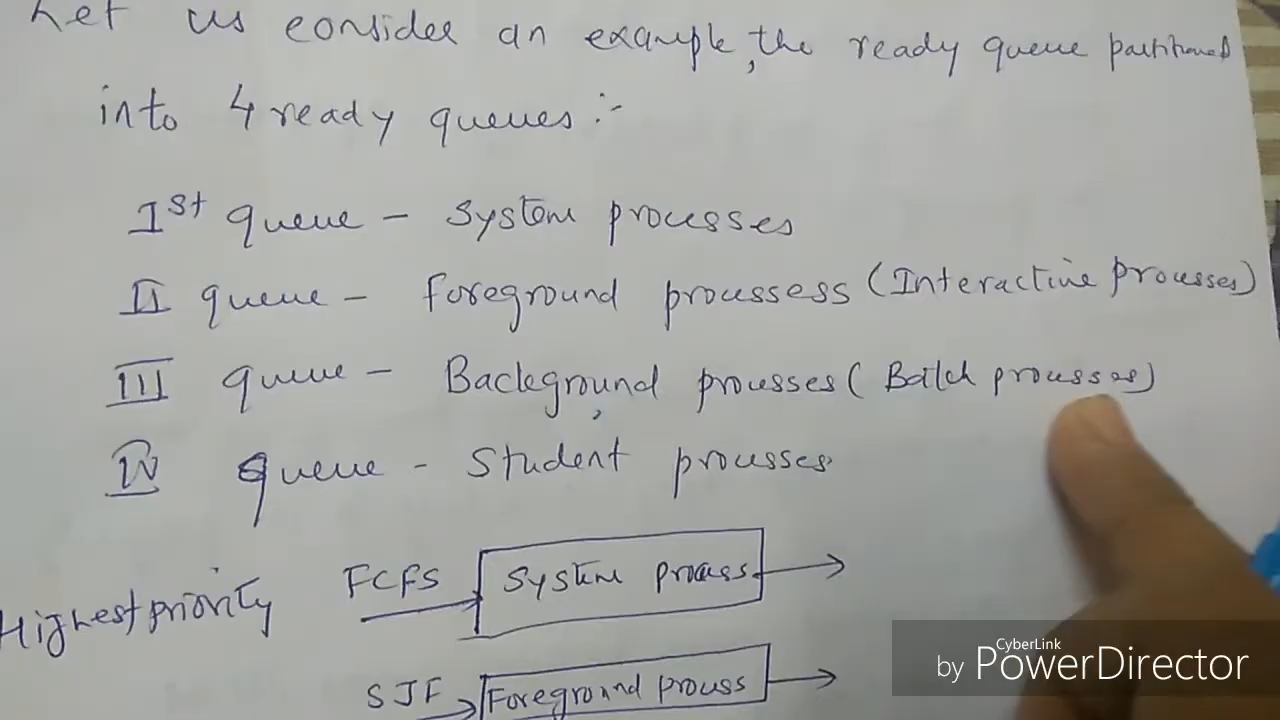 Let us consider an example, the ready queue partitioned
into 4 ready queues :-
Ist queue - System processes
II queue - Foreground proussess (Interactive processes)
III queue - Background prousses (Batch prousses)
IV queue - Student prousses
Highest priority FCFS System process
SJF Foreground prouss
CyberLink
by PowerDirector